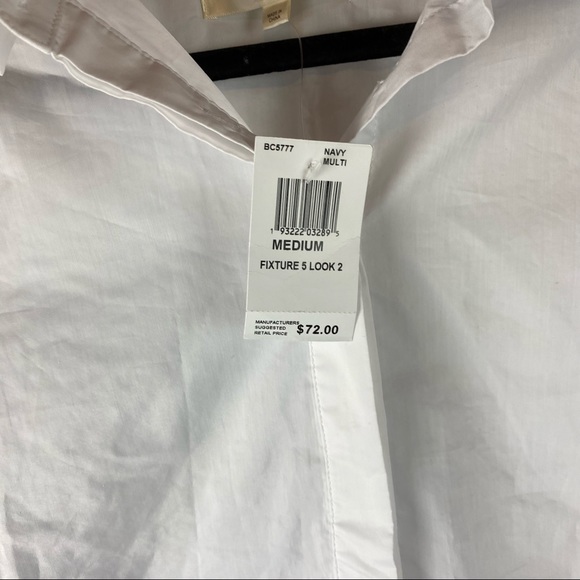 BC5777
NAVY
MULTI
1 93222 03289 5
MEDIUM
FIXTURE 5 LOOK 2
MANUFACTURERS
SUGGESTED
RETAIL PRICE
$72.00